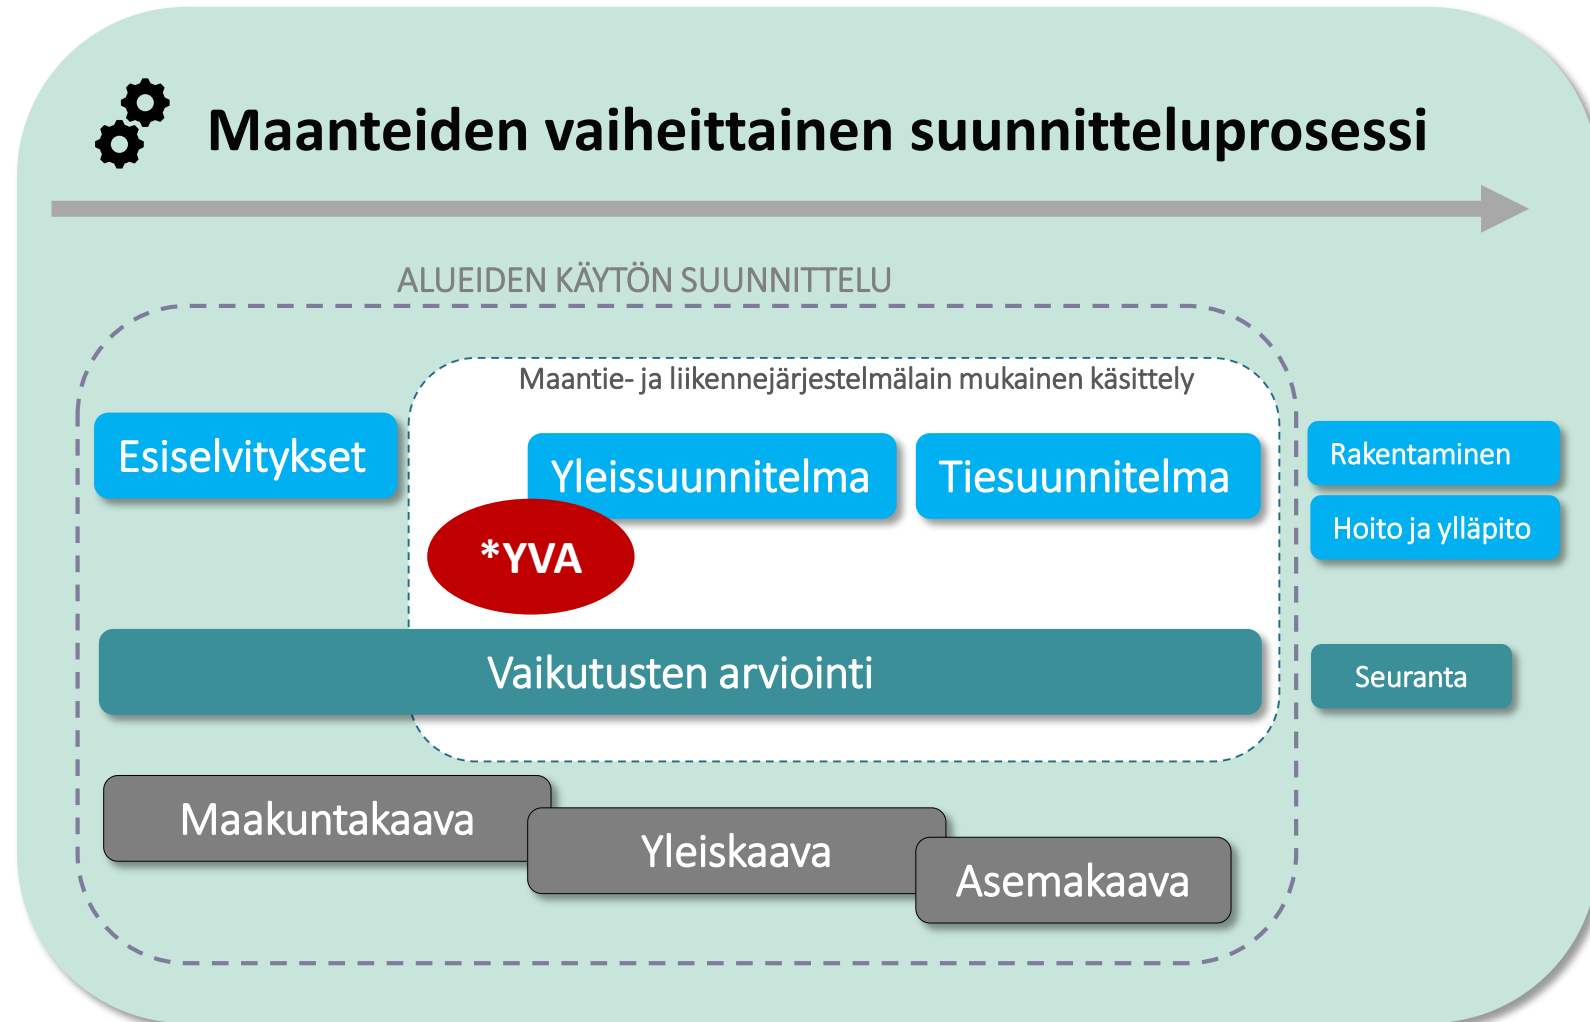 Maanteiden vaiheittainen suunnitteluprosessi
ALUEIDEN KÄYTÖN SUUNNITTELU
Maantie- ja liikennejärjestelmälain mukainen käsittely
Esiselvitykset
Yleissuunnitelma
Tiesuunnitelma
Rakentaminen
Hoito ja ylläpito
*YVA
Vaikutusten arviointi
Seuranta
Maakuntakaava
Yleiskaava
Asemakaava